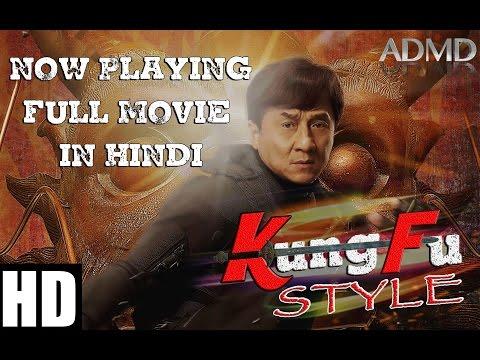 ADMD
NOW PLAYING
FULL MOVIE
IN HINDI
Kung Fu
STYLE
HD